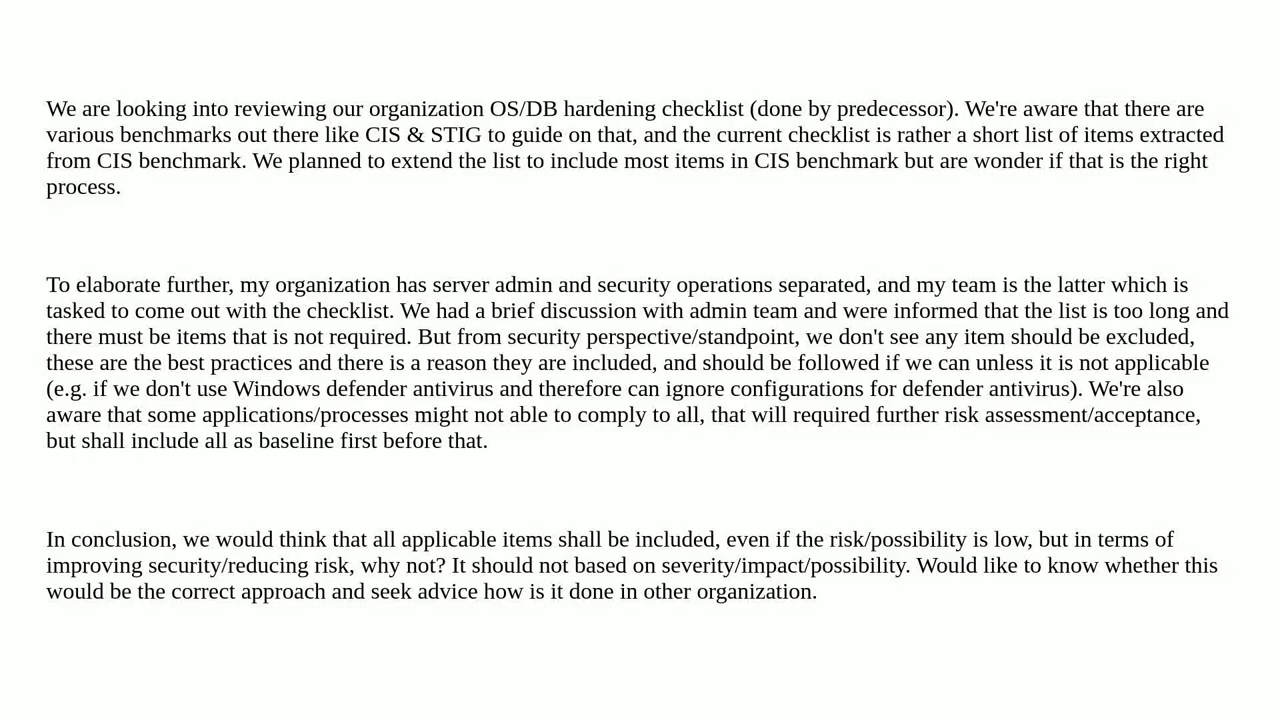 We are looking into reviewing our organization OS/DB hardening checklist (done by predecessor). We're aware that there are
various benchmarks out there like CIS & STIG to guide on that, and the current checklist is rather a short list of items extracted
from CIS benchmark. We planned to extend the list to include most items in CIS benchmark but are wonder if that is the right
process.
To elaborate further, my organization has server admin and security operations separated, and my team is the latter which is
tasked to come out with the checklist. We had a brief discussion with admin team and were informed that the list is too long and
there must be items that is not required. But from security perspective/standpoint, we don't see any item should be excluded,
these are the best practices and there is a reason they are included, and should be followed if we can unless it is not applicable
(e.g. if we don't use Windows defender antivirus and therefore can ignore configurations for defender antivirus). We're also
aware that some applications/processes might not able to comply to all, that will required further risk assessment/acceptance,
but shall include all as baseline first before that.
In conclusion, we would think that all applicable items shall be included, even if the risk/possibility is low, but in terms of
improving security/reducing risk, why not? It should not based on severity/impact/possibility. Would like to know whether this
would be the correct approach and seek advice how is it done in other organization.